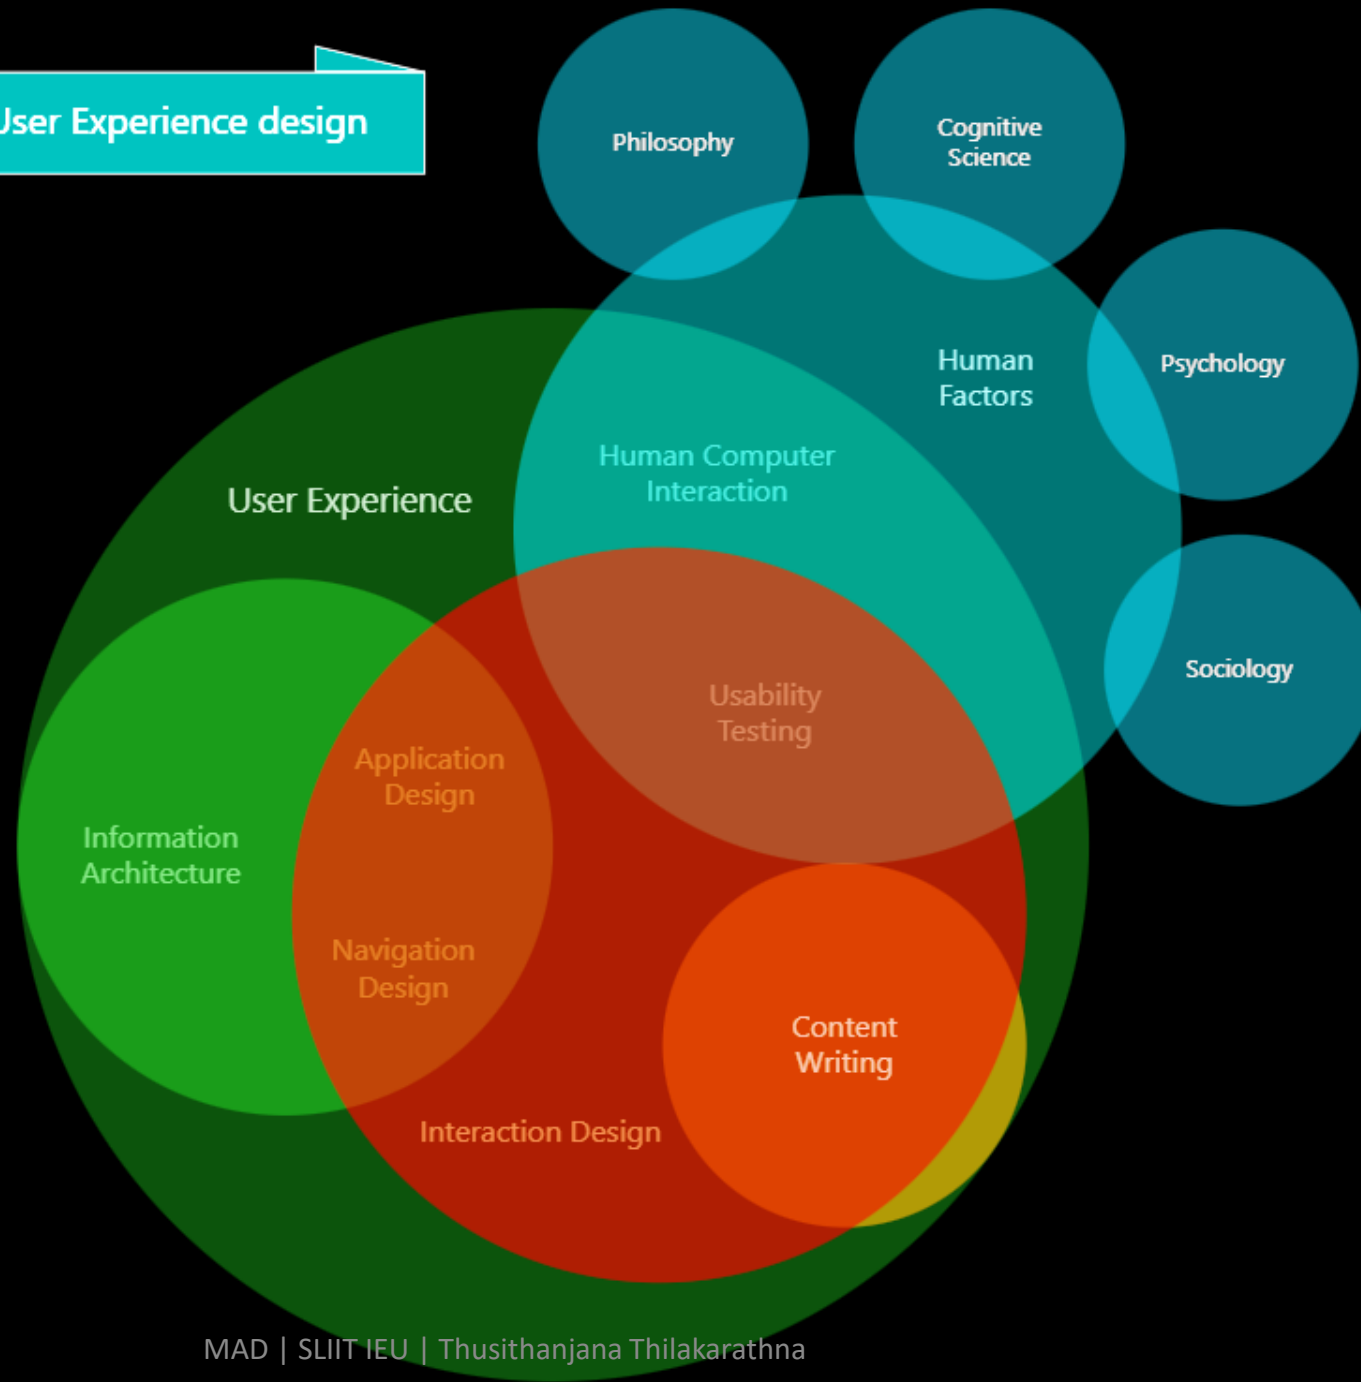 User Experience design
Philosophy
Cognitive
Science
Human
Factors
Psychology
Human Computer
Interaction
User Experience
Sociology
Usability
Testing
Application
Design
Information
Architecture
Navigation
Design
Content
Writing
Interaction Design
MAD | SLIIT IEU | Thusithanjana Thilakarathna